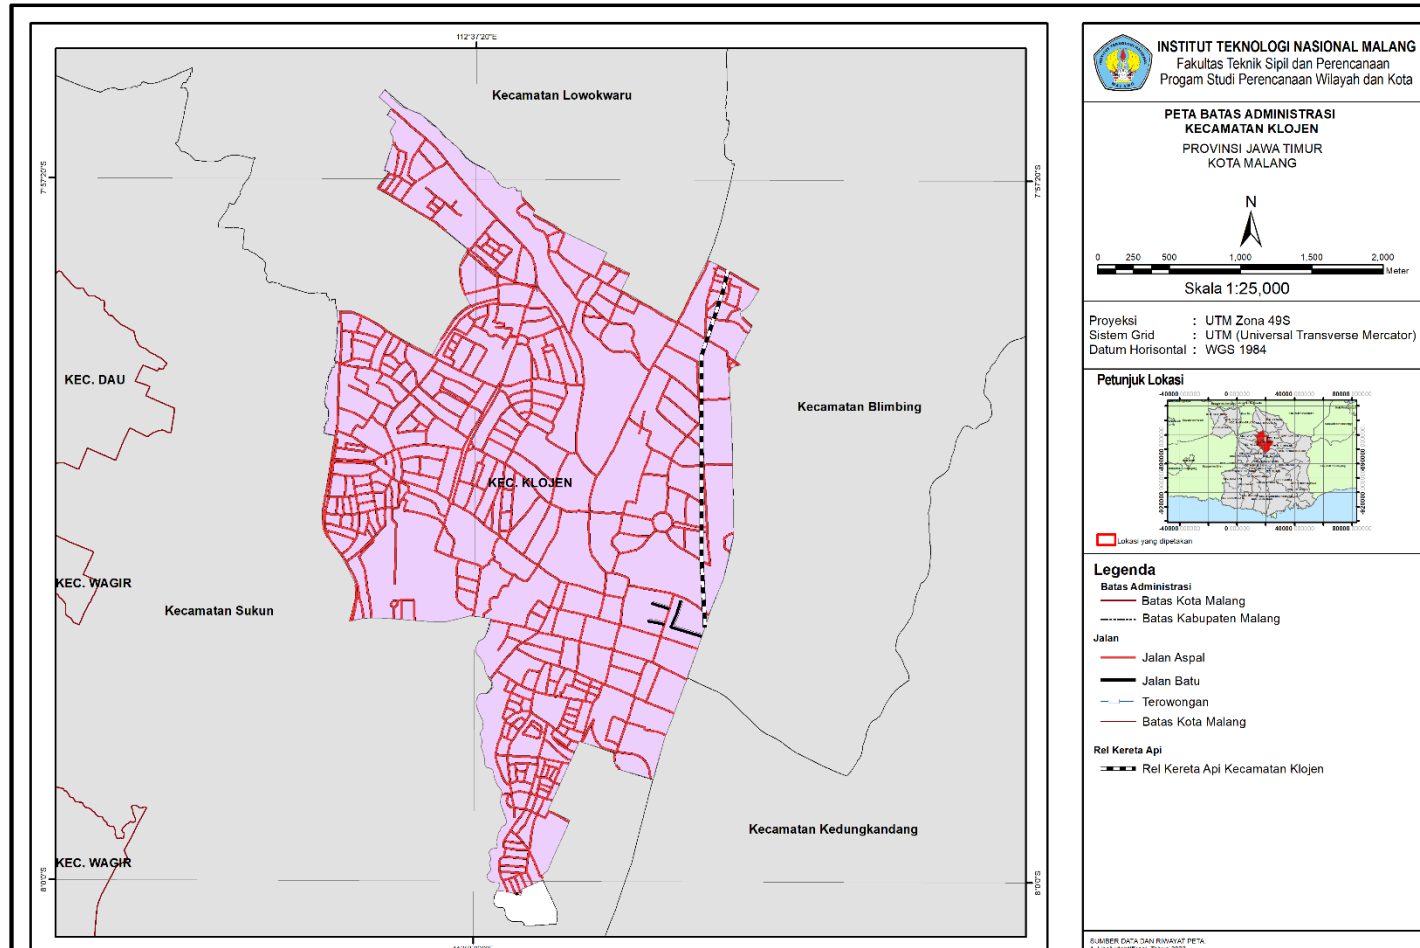 112°37'20"E
Kecamatan Lowokwaru
7°57'20"S
7°57'20"S
KEC. DAU
Kecamatan Blimbing
KEC. KLOJEN
KEC. WAGIR
Kecamatan Sukun
Kecamatan Kedungkandang
KEC. WAGIR
8°0'0"S
8°0'0"S
INSTITUT TEKNOLOGI NASIONAL MALANG
Fakultas Teknik Sipil dan Perencanaan
Progam Studi Perencanaan Wilayah dan Kota
PETA BATAS ADMINISTRASI
KECAMATAN KLOJEN
PROVINSI JAWA TIMUR
KOTA MALANG
N
0 250 500 1,000 1,500 2,000
Meter
Skala 1:25,000
Proyeksi : UTM Zona 49S
Sistem Grid : UTM (Universal Transverse Mercator)
Datum Horisontal : WGS 1984
Petunjuk Lokasi
Lokasi yang dipetakan
Legenda
Batas Administrasi
Batas Kota Malang
Batas Kabupaten Malang
Jalan
Jalan Aspal
Jalan Batu
Terowongan
Batas Kota Malang
Rel Kereta Api
Rel Kereta Api Kecamatan Klojen
SUMBER DATA DAN RIWAYAT PETA: